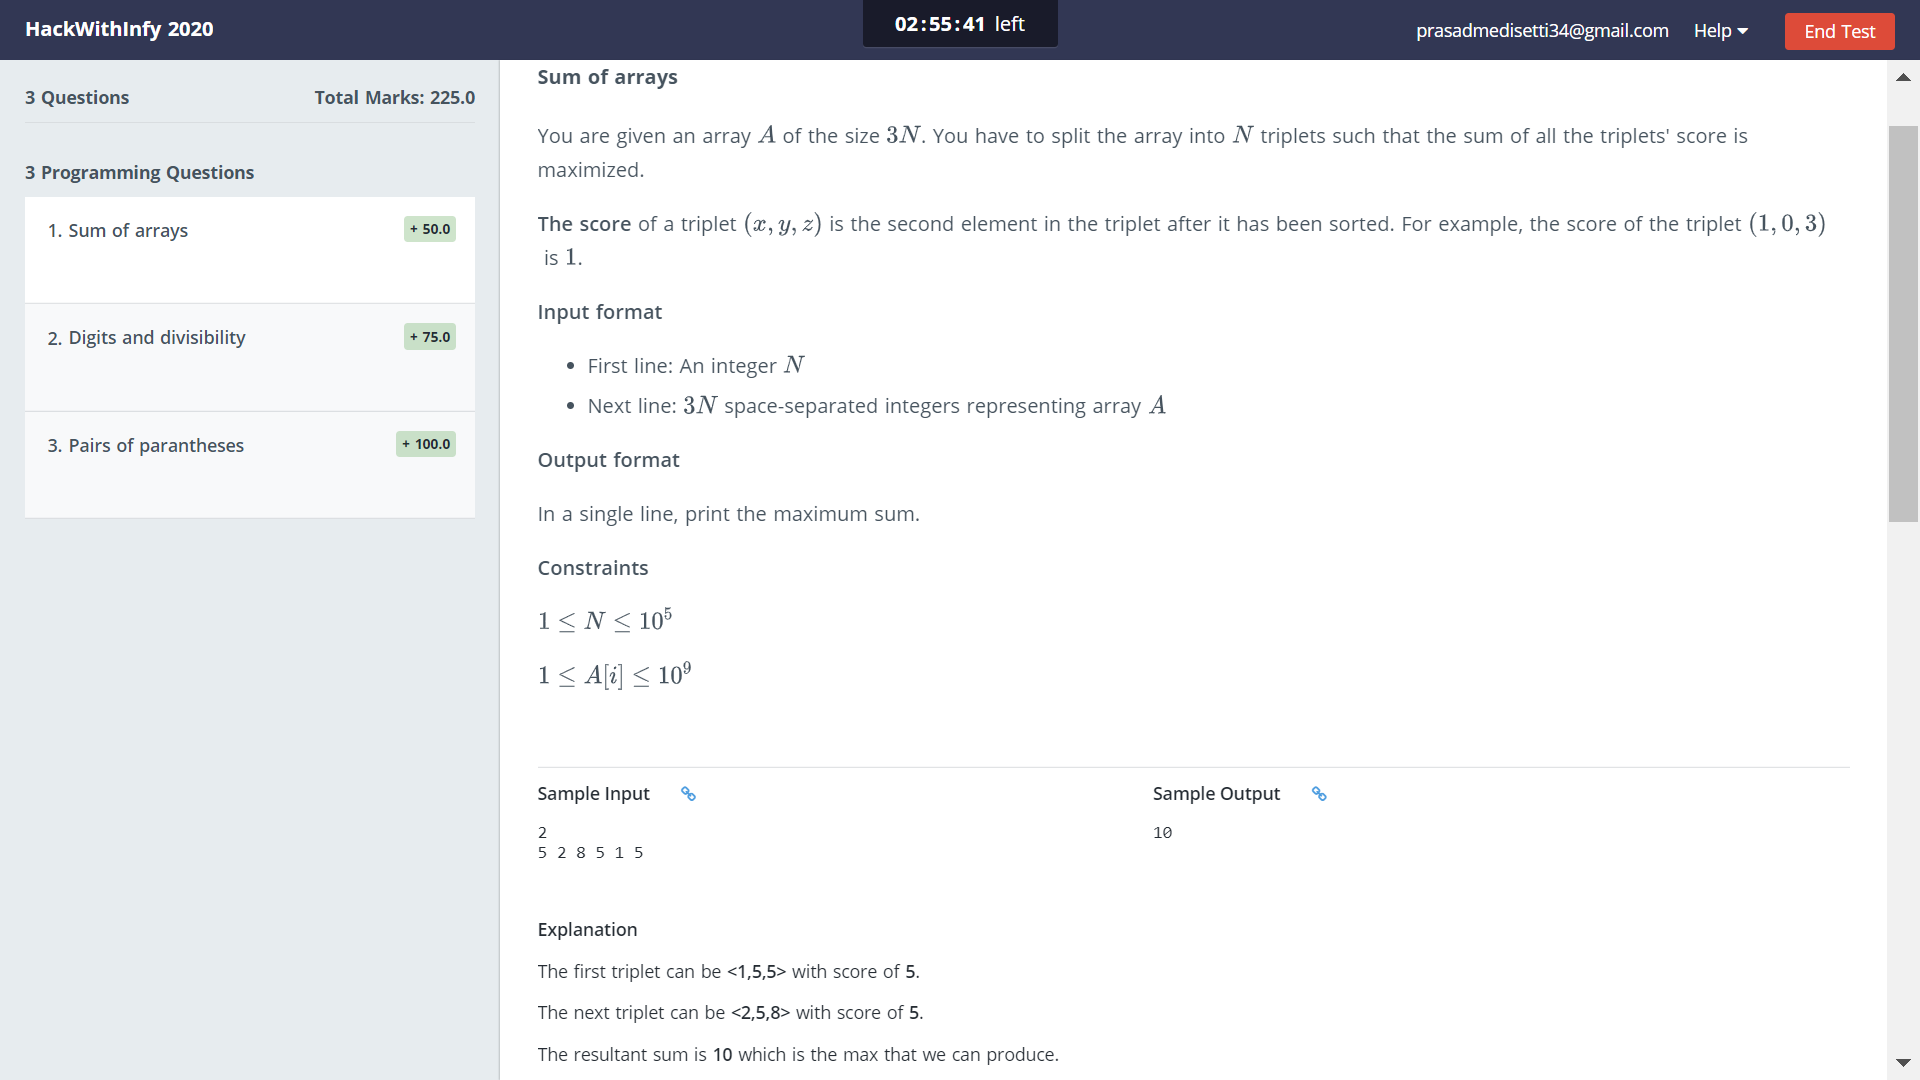 HackWithInfy 2020
02:55:41 left
prasadmedisetti34@gmail.com
Help
End Test
3 Questions
Total Marks: 225.0
3 Programming Questions
1. Sum of arrays
+ 50.0
2. Digits and divisibility
+ 75.0
3. Pairs of parantheses
+ 100.0
Sum of arrays
You are given an array A of the size 3N. You have to split the array into N triplets such that the sum of all the triplets' score is
maximized.
The score of a triplet (x, y, z) is the second element in the triplet after it has been sorted. For example, the score of the triplet (1, 0, 3)
is 1.
Input format
• First line: An integer N
• Next line: 3N space-separated integers representing array A
Output format
In a single line, print the maximum sum.
Constraints
1 ≤ N ≤ 10⁵
1 ≤ A[i] ≤ 10⁹
Sample Input
2
5 2 8 5 1 5
Sample Output
10
Explanation
The first triplet can be <1,5,5> with score of 5.
The next triplet can be <2,5,8> with score of 5.
The resultant sum is 10 which is the max that we can produce.